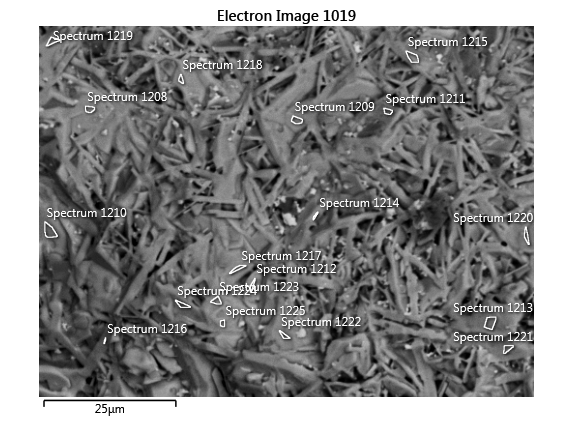 Electron Image 1019
Spectrum 1219
Spectrum 1215
Spectrum 1218
Spectrum 1208
Spectrum 1211
Spectrum 1209
Spectrum 1214
Spectrum 1210
Spectrum 1220
Spectrum 1217
Spectrum 1212
Spectrum 1223
Spectrum 1224
Spectrum 1213
Spectrum 1225
Spectrum 1222
Spectrum 1216
Spectrum 1221
25µm